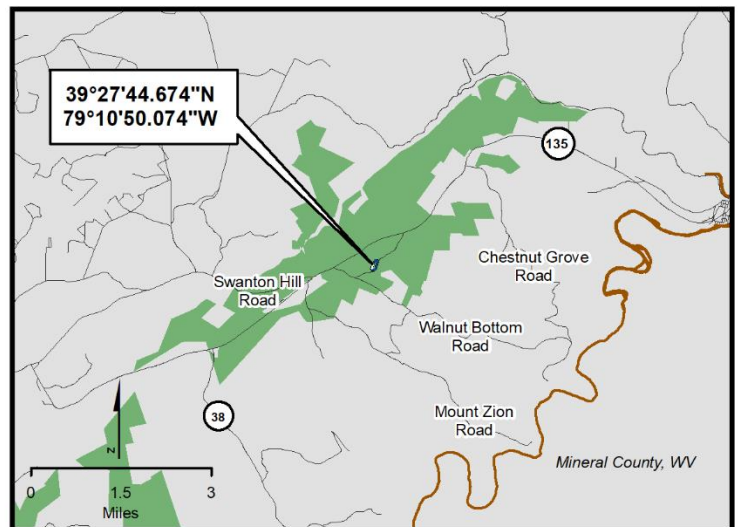 39°27'44.674"N
79°10'50.074"W
135
Chestnut Grove
Road
Swanton Hill
Road
Walnut Bottom
Road
38
Mount Zion
Road
N
Mineral County, WV
0 1.5 3
Miles